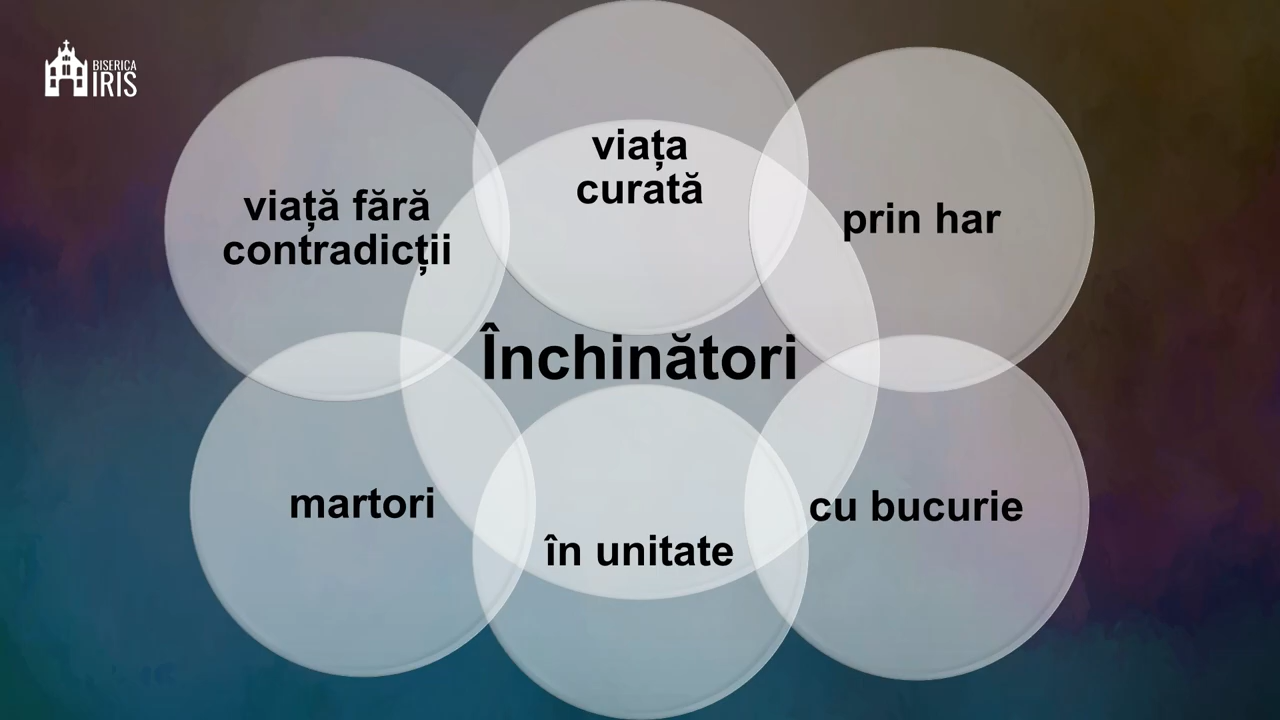 BISERICA
IRIS
viața
curată
viață fără
contradicții
prin har
Închinători
martori
cu bucurie
în unitate